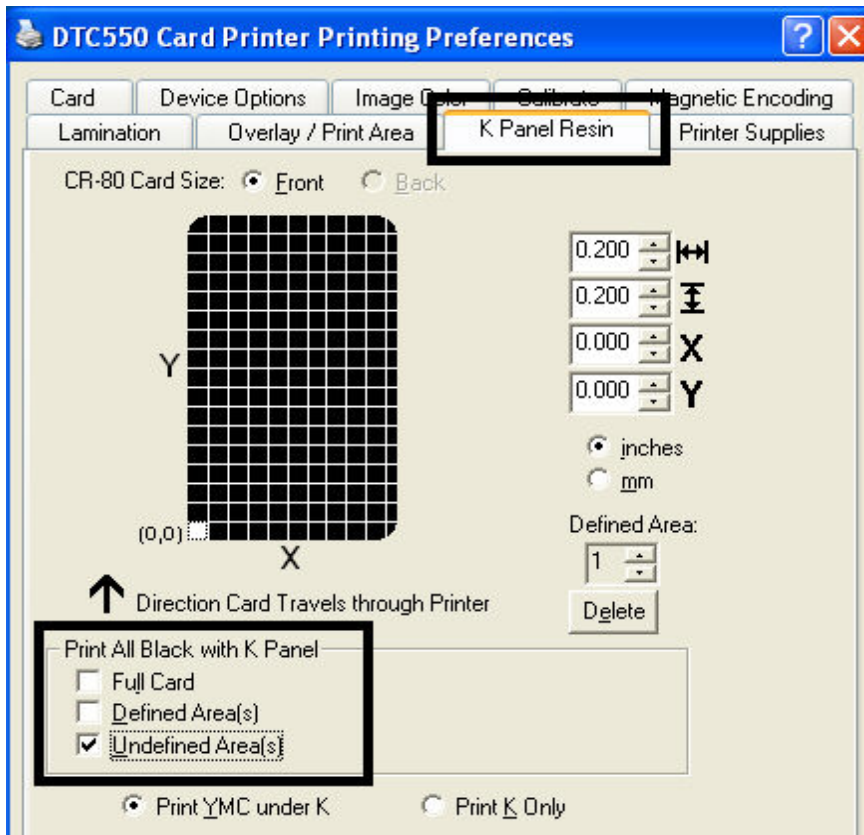 DTC550 Card Printer Printing Preferences
?
Card Device Options Image Color Calibrate Magnetic Encoding
Lamination Overlay / Print Area K Panel Resin Printer Supplies
CR-80 Card Size: Front Back
0.200
0.200
0.000 X
0.000 Y
Y
inches
mm
(0,0)
X
Defined Area:
1
Direction Card Travels through Printer
Delete
Print All Black with K Panel
Full Card
Defined Area(s)
Undefined Area(s)
Print YMC under K Print K Only